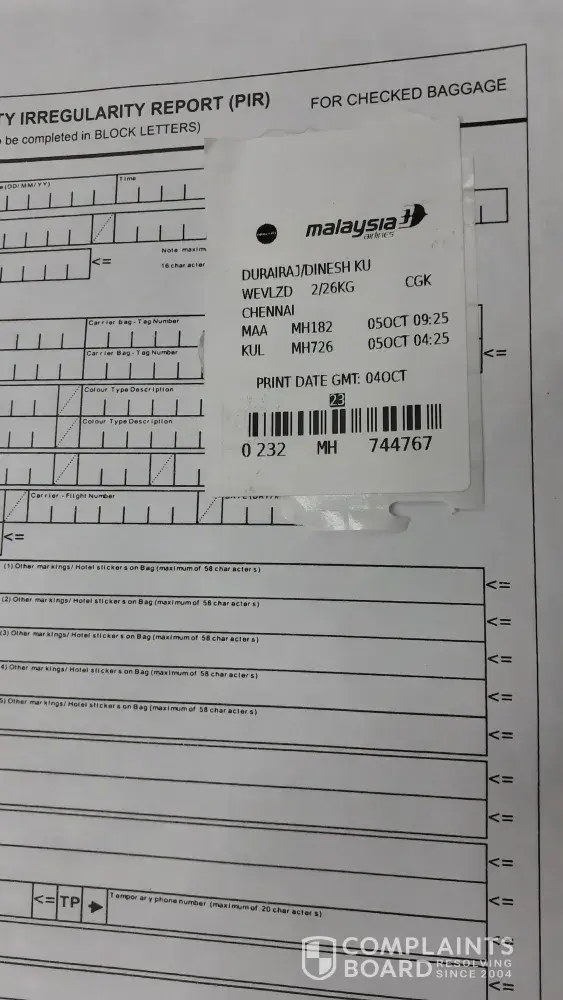 TY IRREGULARITY REPORT (PIR) FOR CHECKED BAGGAGE
be completed in BLOCK LETTERS)
(DD/MM/YY) Time
Note maxim
16 character
<=
Carrier Bag-Tag Number
Carrier Bag-Tag Number
<=
Colour Type Description
Colour Type Description
Carrier-Flight Number
<=
malaysia
airlines
DURAIRAJ/DINESH KU
WEVLZD 2/26KG CGK
CHENNAI
MAA MH182 05OCT 09:25
KUL MH726 05OCT 04:25
PRINT DATE GMT: 04OCT
23
0 232 MH 744767
(1) Other markings/ Hotel stickers on Bag (maximum of 58 characters)
<=
(2) Other markings/ Hotel stickers on Bag (maximum of 58 characters)
<=
(3) Other markings/ Hotel stickers on Bag (maximum of 58 characters)
<=
4) Other markings/ Hotel stickers on Bag (maximum of 58 characters)
<=
5) Other markings/ Hotel stickers on Bag (maximum of 58 characters)
<=
<=
<=
<=
<= TP Temporary phone number (maximum of 20 characters)
<=
<=
<=
COMPLAINTS
BOARD RESOLVING
SINCE 2004